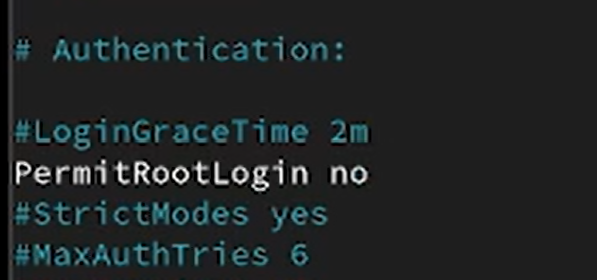 # Authentication:
#LoginGraceTime 2m
PermitRootLogin no
#StrictModes yes
#MaxAuthTries 6